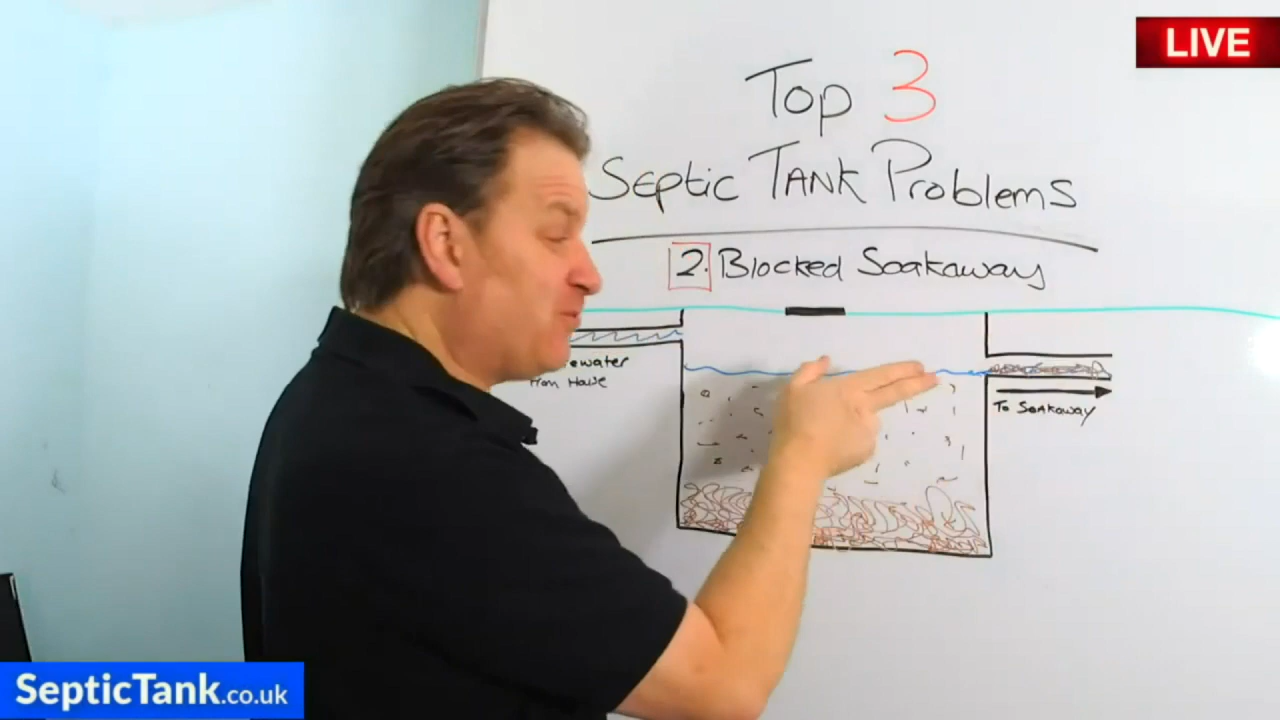 LIVE
Top 3
Septic Tank Problems
2. Blocked Soakaway
From House
To Soakaway
SepticTank.co.uk